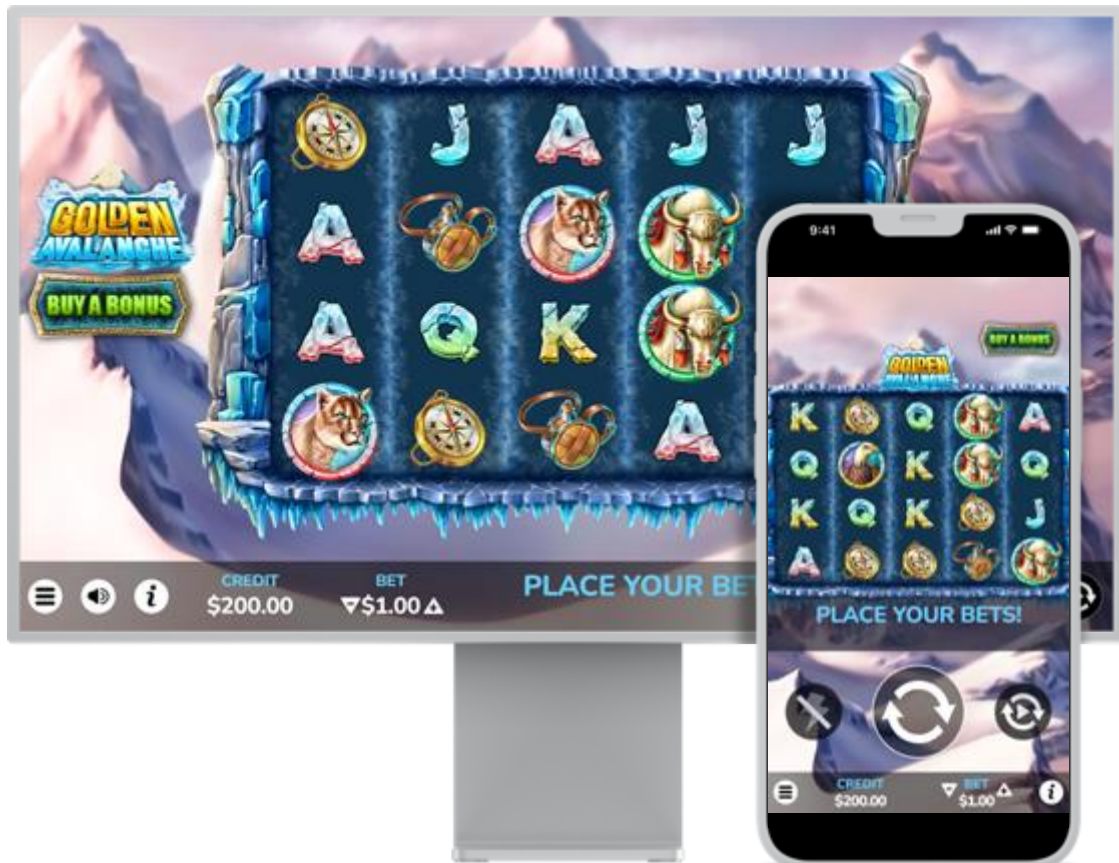 GOLDEN
AVALANCHE
BUY A BONUS
J A J J
A
A Q K
A
CREDIT
$200.00
BET
$1.00
PLACE YOUR BE
9:41
BUY A BONUS
GOLDEN
AVALANCHE
K Q A
Q K Q
K Q K J
A
PLACE YOUR BETS!
CREDIT
$200.00
BET
$1.00